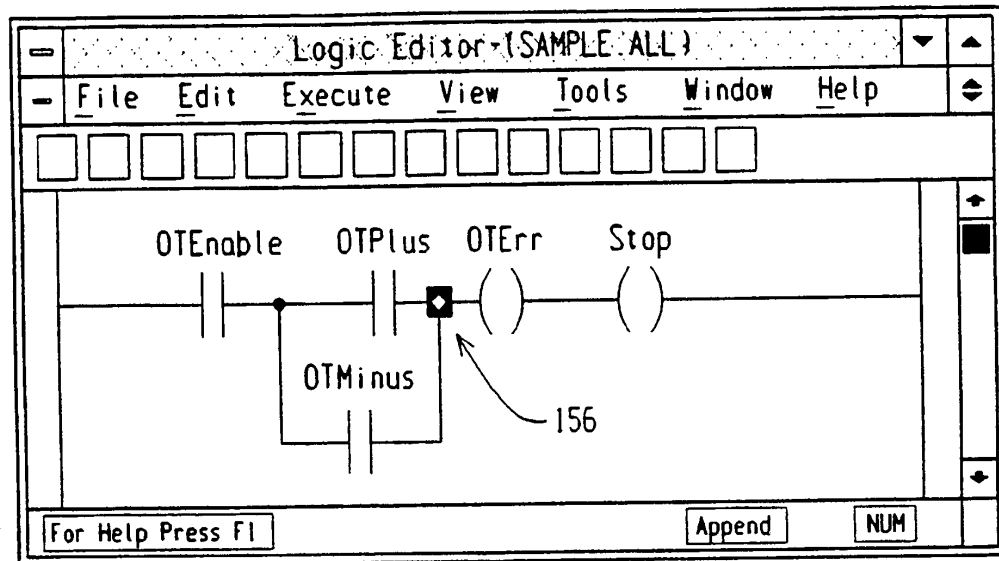 Logic Editor-(SAMPLE.ALL)
File Edit Execute View Tools Window Help
OTEnable OTPlus OTErr Stop
OTMinus
156
For Help Press F1 Append NUM